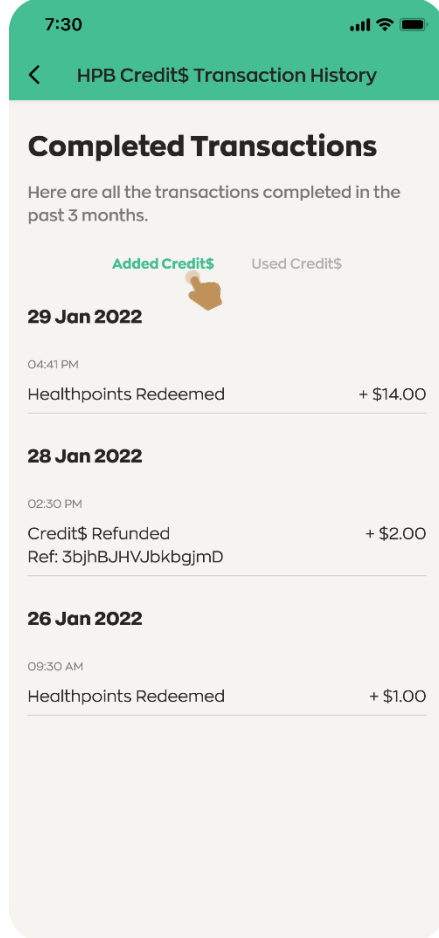 7:30
HPB Credit$ Transaction History
Completed Transactions
Here are all the transactions completed in the
past 3 months.
Added Credit$ Used Credit$
29 Jan 2022
04:41 PM
Healthpoints Redeemed + $14.00
28 Jan 2022
02:30 PM
Credit$ Refunded + $2.00
Ref: 3bjhBJHVJbkbgjmD
26 Jan 2022
09:30 AM
Healthpoints Redeemed + $1.00